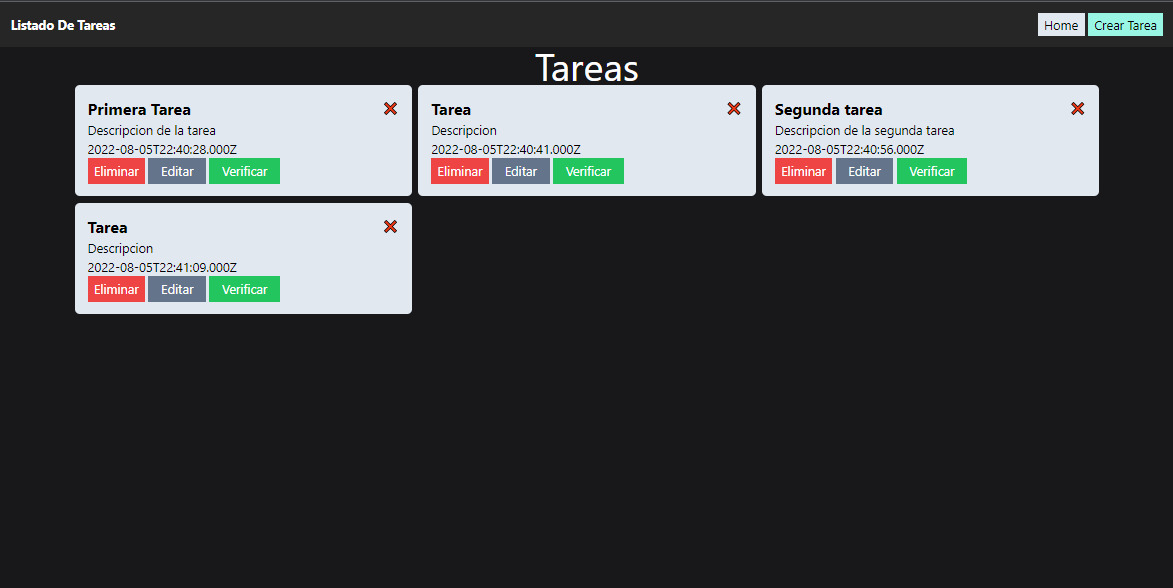 Listado De Tareas
Home Crear Tarea
Tareas
Primera Tarea
Descripcion de la tarea
2022-08-05T22:40:28.000Z
Eliminar Editar Verificar
Tarea
Descripcion
2022-08-05T22:40:41.000Z
Eliminar Editar Verificar
Segunda tarea
Descripcion de la segunda tarea
2022-08-05T22:40:56.000Z
Eliminar Editar Verificar
Tarea
Descripcion
2022-08-05T22:41:09.000Z
Eliminar Editar Verificar